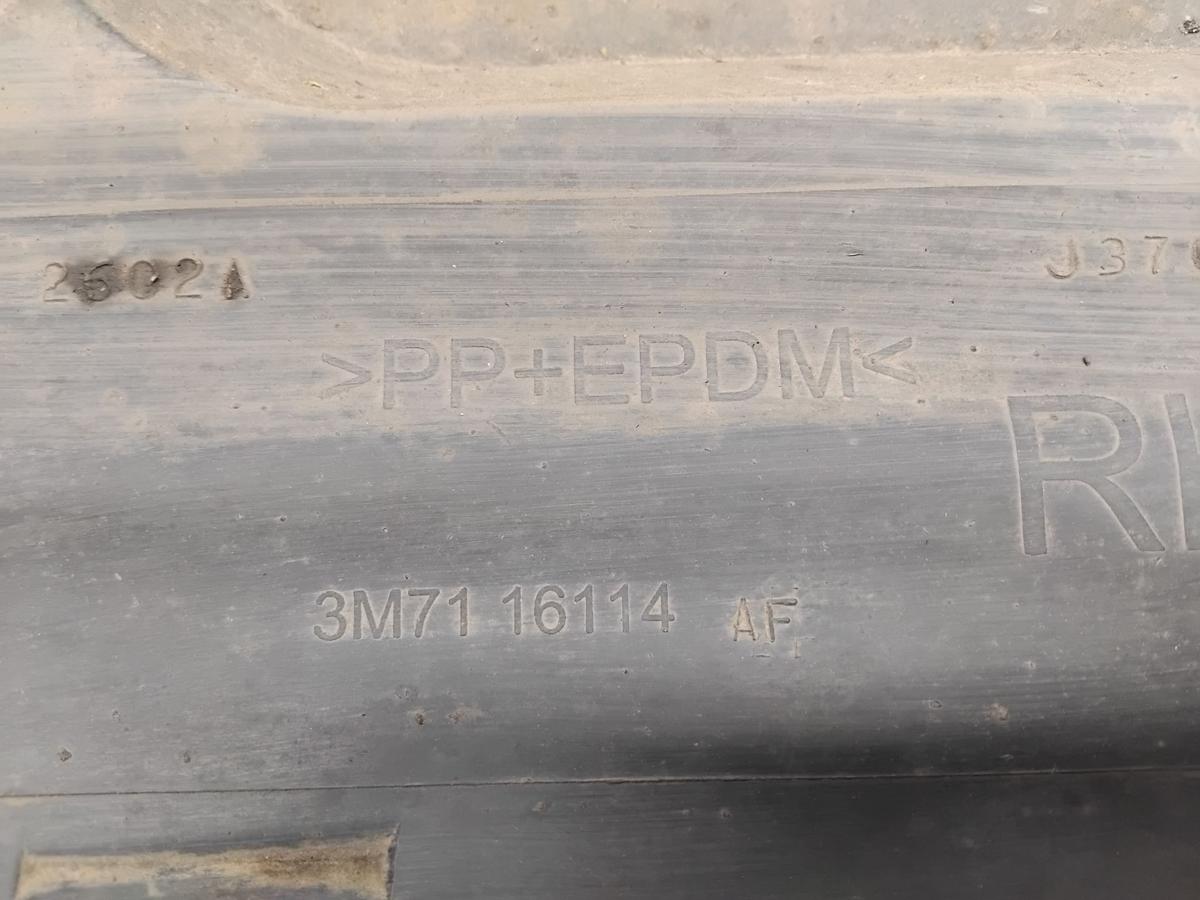 2602A
J37
>PP+EPDM<
R
3M71 16114 AF